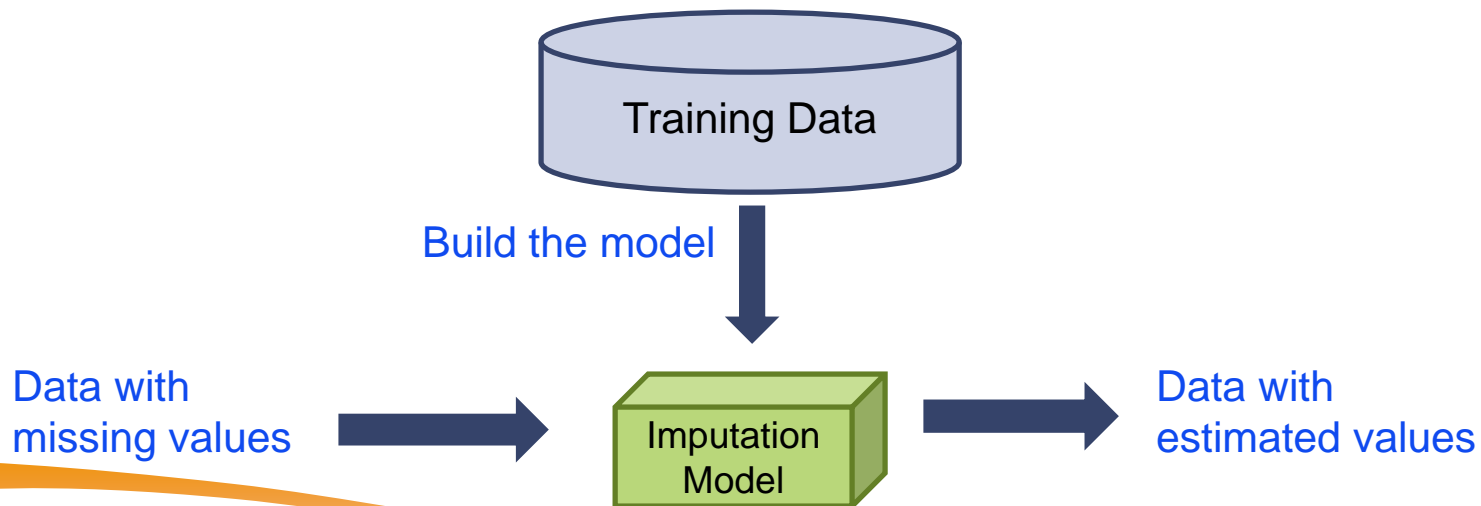 Training Data
Build the model
Data with
missing values
Imputation
Model
Data with
estimated values